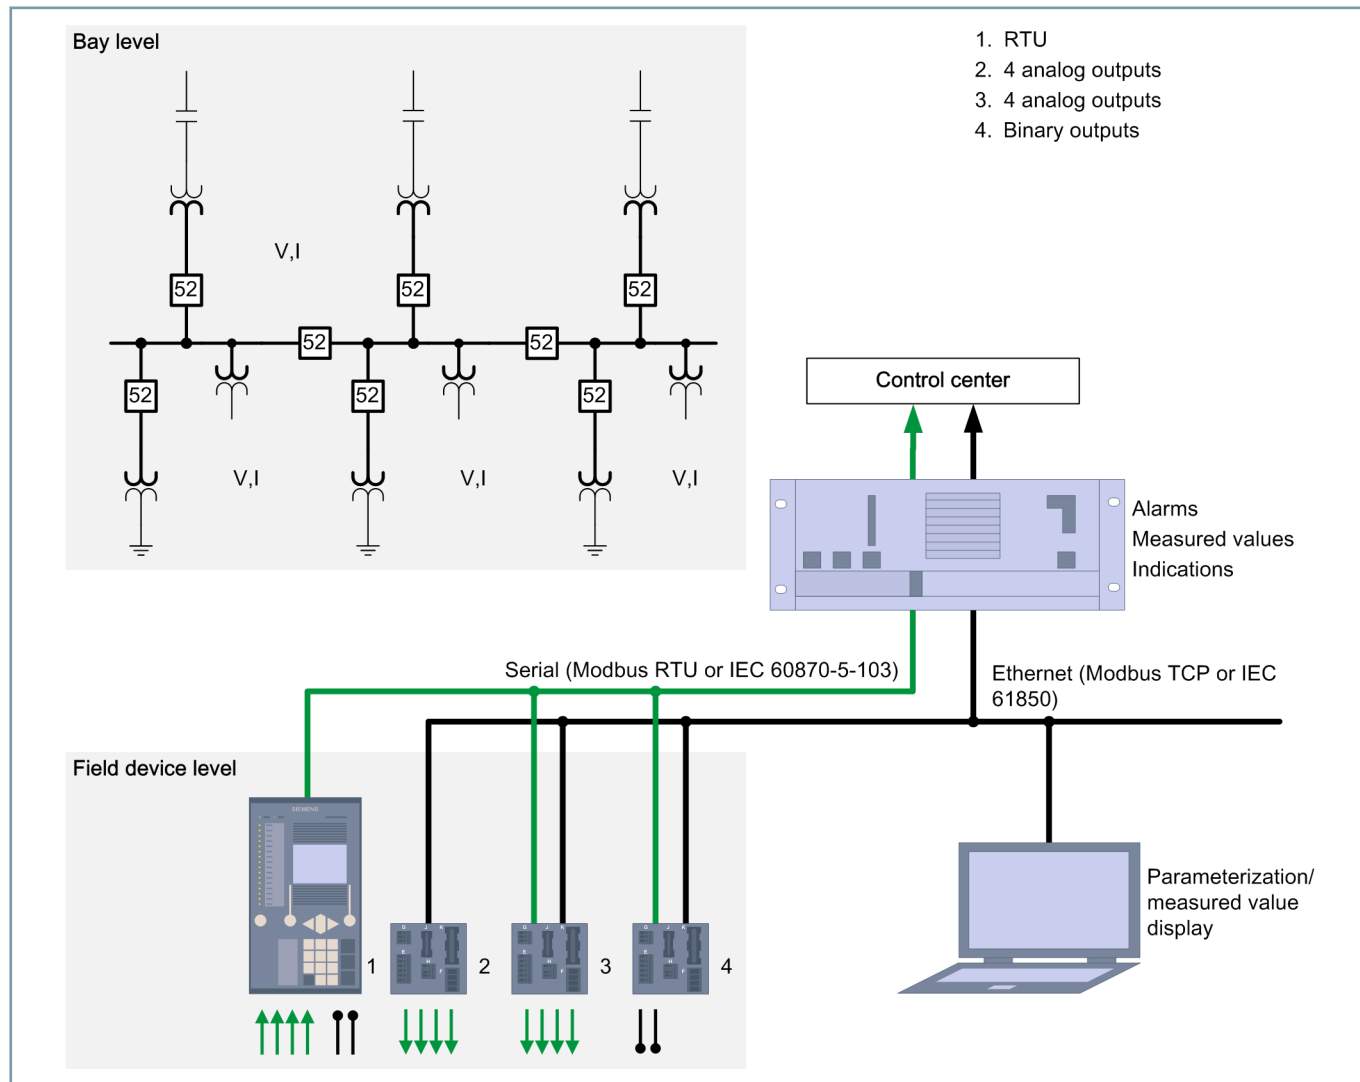 Bay level
1. RTU
2. 4 analog outputs
3. 4 analog outputs
4. Binary outputs
V,I
52
52
52
52
52
52
52
52
V,I
V,I
V,I
Control center
Alarms
Measured values
Indications
Serial (Modbus RTU or IEC 60870-5-103)
Ethernet (Modbus TCP or IEC
61850)
Field device level
SIEMENS
1
G J K
E
H
F
2
G J K
E
H
F
3
G J K
E
H
F
4
Parameterization/
measured value
display